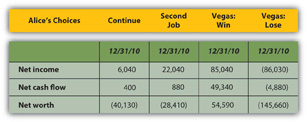 Alice's Choices Continue Second Job Vegas: Win Vegas: Lose
12/31/10 12/31/10 12/31/10 12/31/10
Net income 6,040 22,040 85,040 (86,030)
Net cash flow 400 880 49,340 (4,880)
Net worth (40,130) (28,410) 54,590 (145,660)